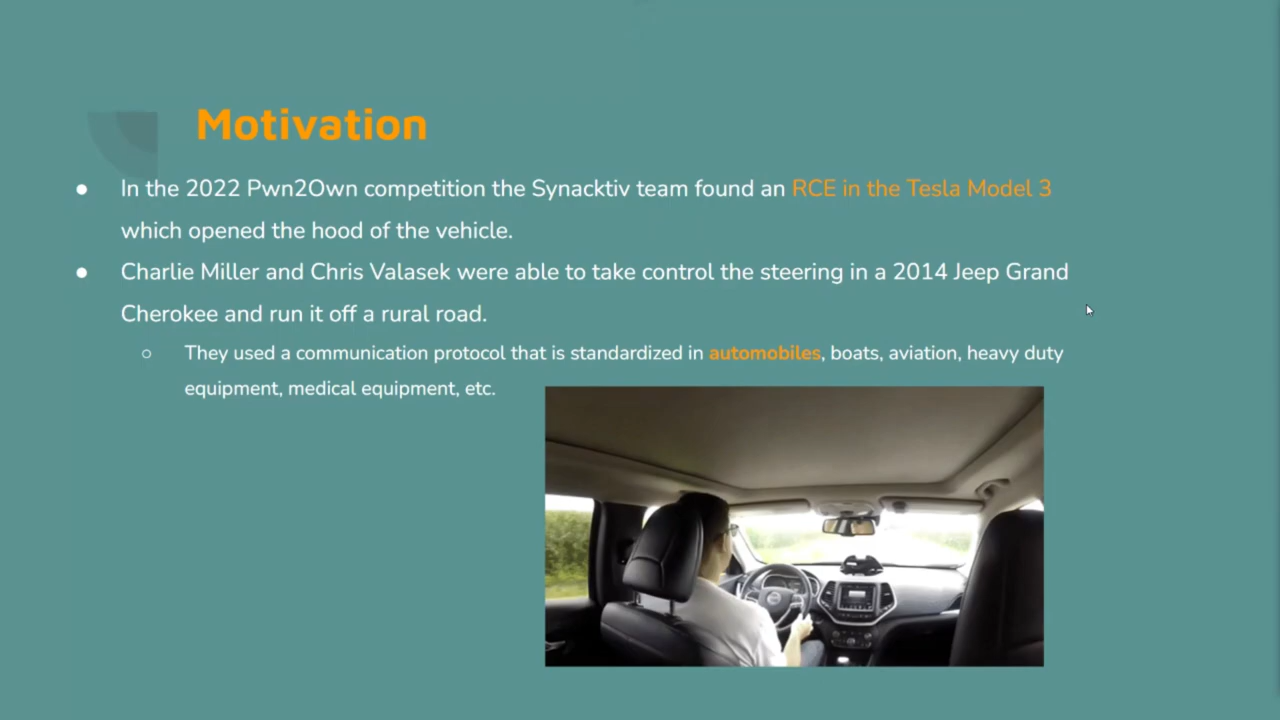 Motivation
● In the 2022 Pwn2Own competition the Synacktiv team found an RCE in the Tesla Model 3
which opened the hood of the vehicle.
● Charlie Miller and Chris Valasek were able to take control the steering in a 2014 Jeep Grand
Cherokee and run it off a rural road.
○ They used a communication protocol that is standardized in automobiles, boats, aviation, heavy duty
equipment, medical equipment, etc.